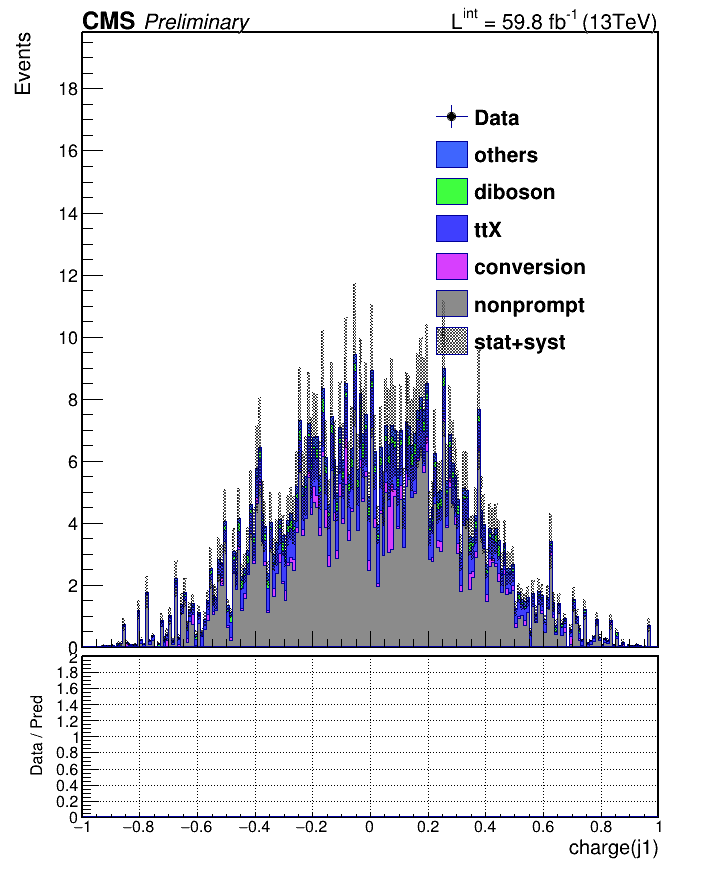 CMS Preliminary L^int = 59.8 fb^-1 (13TeV)
Events
18
16
14
12
10
8
6
4
2
0
Data
others
diboson
ttX
conversion
nonprompt
stat+syst
Data / Pred
2
1.8
1.6
1.4
1.2
1
0.8
0.6
0.4
0.2
0
−1 −0.8 −0.6 −0.4 −0.2 0 0.2 0.4 0.6 0.8 1
charge(j1)